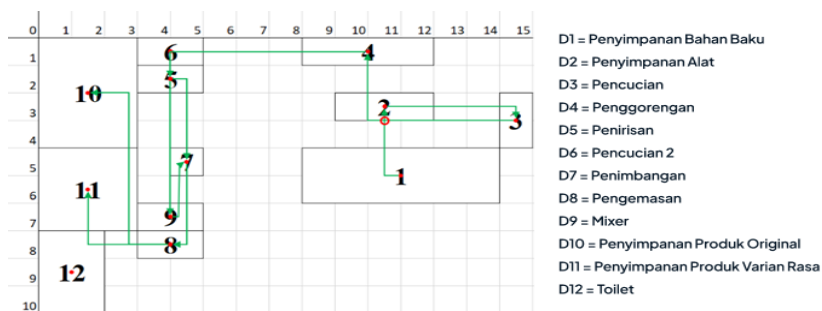 0 1 2 3 4 5 6 7 8 9 10 11 12 13 14 15
1
2
3
4
5
6
7
8
9
10
6 4
5
10
2
3
7
1
11
9
8
12
D1 = Penyimpanan Bahan Baku
D2 = Penyimpanan Alat
D3 = Pencucian
D4 = Penggorengan
D5 = Penirisan
D6 = Pencucian 2
D7 = Penimbangan
D8 = Pengemasan
D9 = Mixer
D10 = Penyimpanan Produk Original
D11 = Penyimpanan Produk Varian Rasa
D12 = Toilet